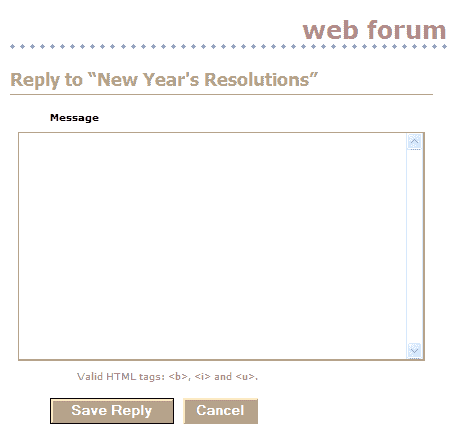 web forum
Reply to “New Year's Resolutions”
Message
Valid HTML tags: <b>, <i> and <u>.
Save Reply Cancel